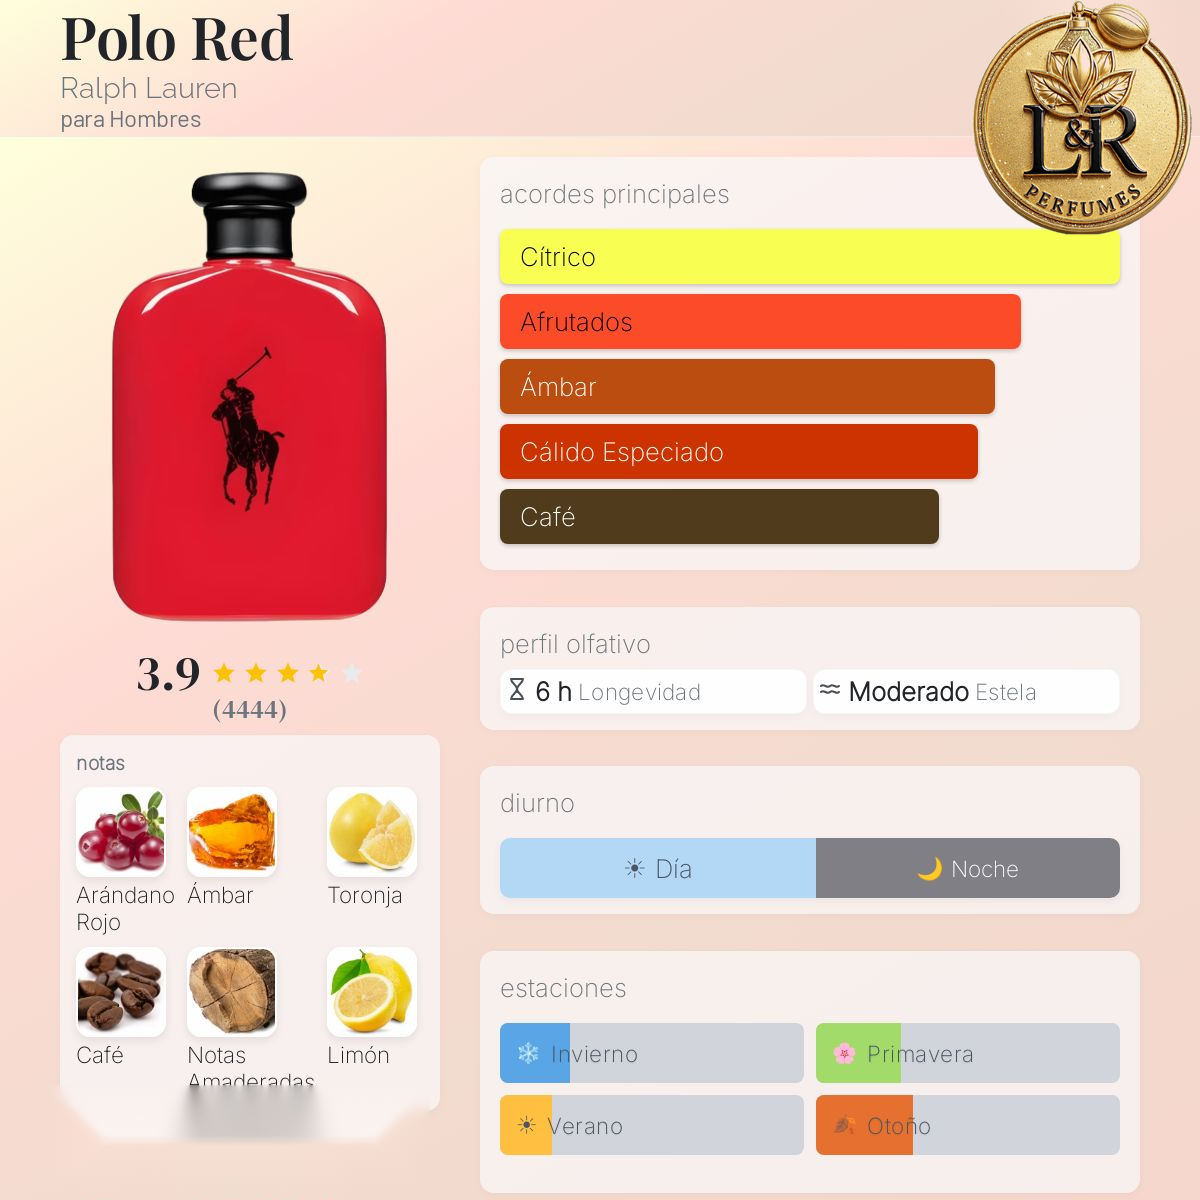 Polo Red
Ralph Lauren
para Hombres
L&R
PERFUMES
acordes principales
Cítrico
Afrutados
Ámbar
Cálido Especiado
Café
3.9
(4444)
notas
Arándano
Rojo
Ámbar
Toronja
Café
Notas
Amaderadas
Limón
perfil olfativo
6 h Longevidad
Moderado Estela
diurno
Día
Noche
estaciones
Invierno
Primavera
Verano
Otoño